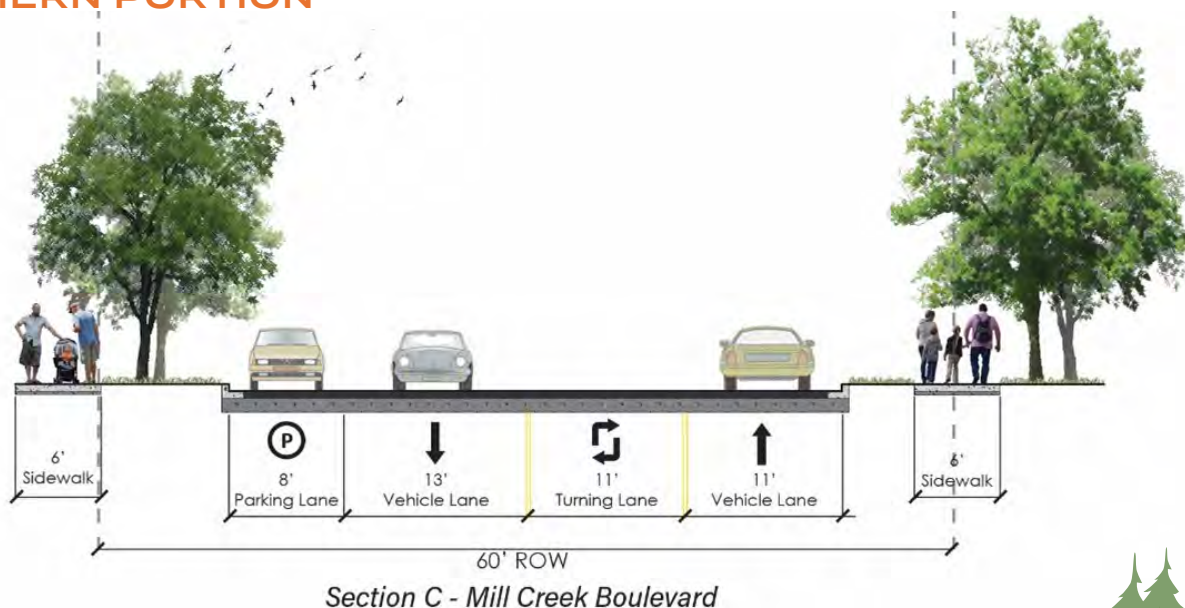 6'
Sidewalk
P
8'
Parking Lane
13'
Vehicle Lane
11'
Turning Lane
11'
Vehicle Lane
6'
Sidewalk
60' ROW
Section C - Mill Creek Boulevard